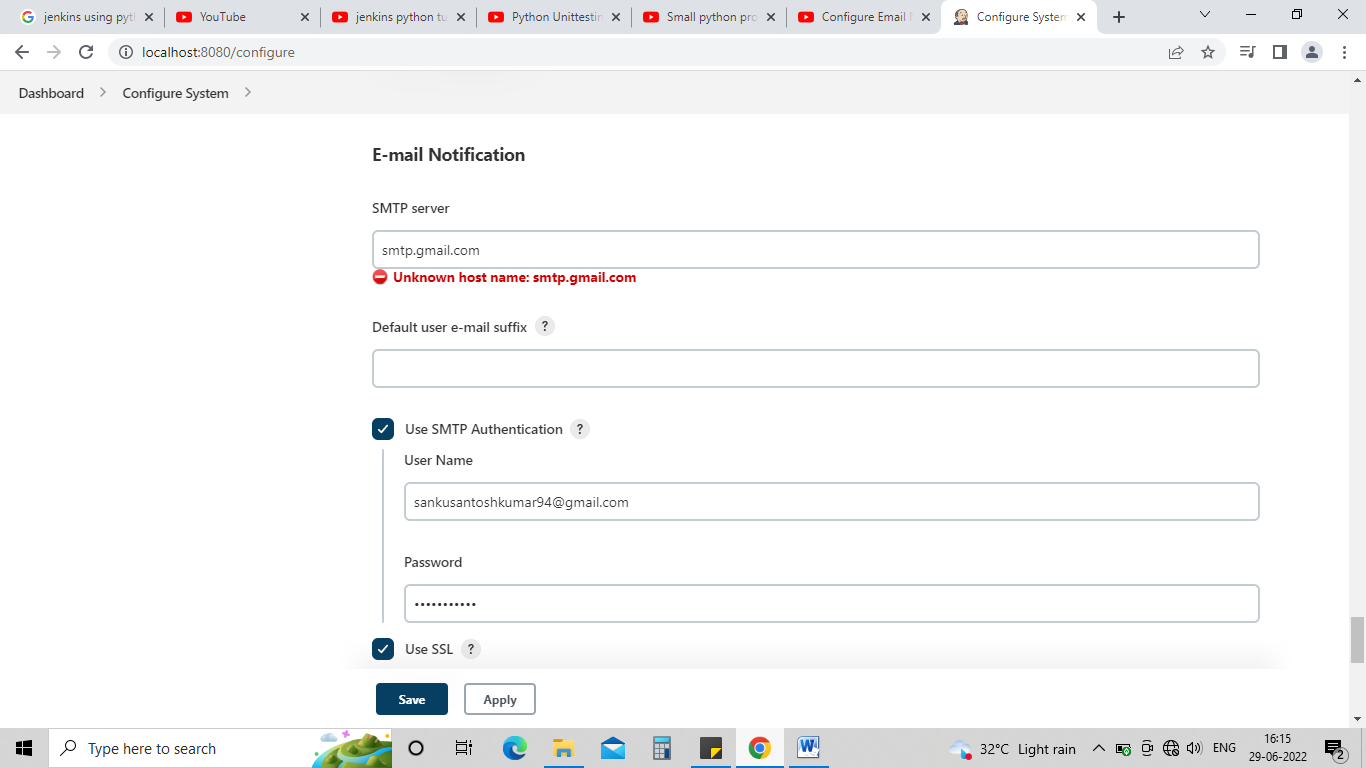 jenkins using pyt
YouTube
jenkins python tu
Python Unittestin
Small python pro
Configure Email
Configure System
localhost:8080/configure
Dashboard
Configure System
E-mail Notification
SMTP server
smtp.gmail.com
Unknown host name: smtp.gmail.com
Default user e-mail suffix ?
Use SMTP Authentication ?
User Name
sankusantoshkumar94@gmail.com
Password
•••••••••••
Use SSL ?
Save Apply
Type here to search
32°C Light rain
ENG
16:15
29-06-2022
2